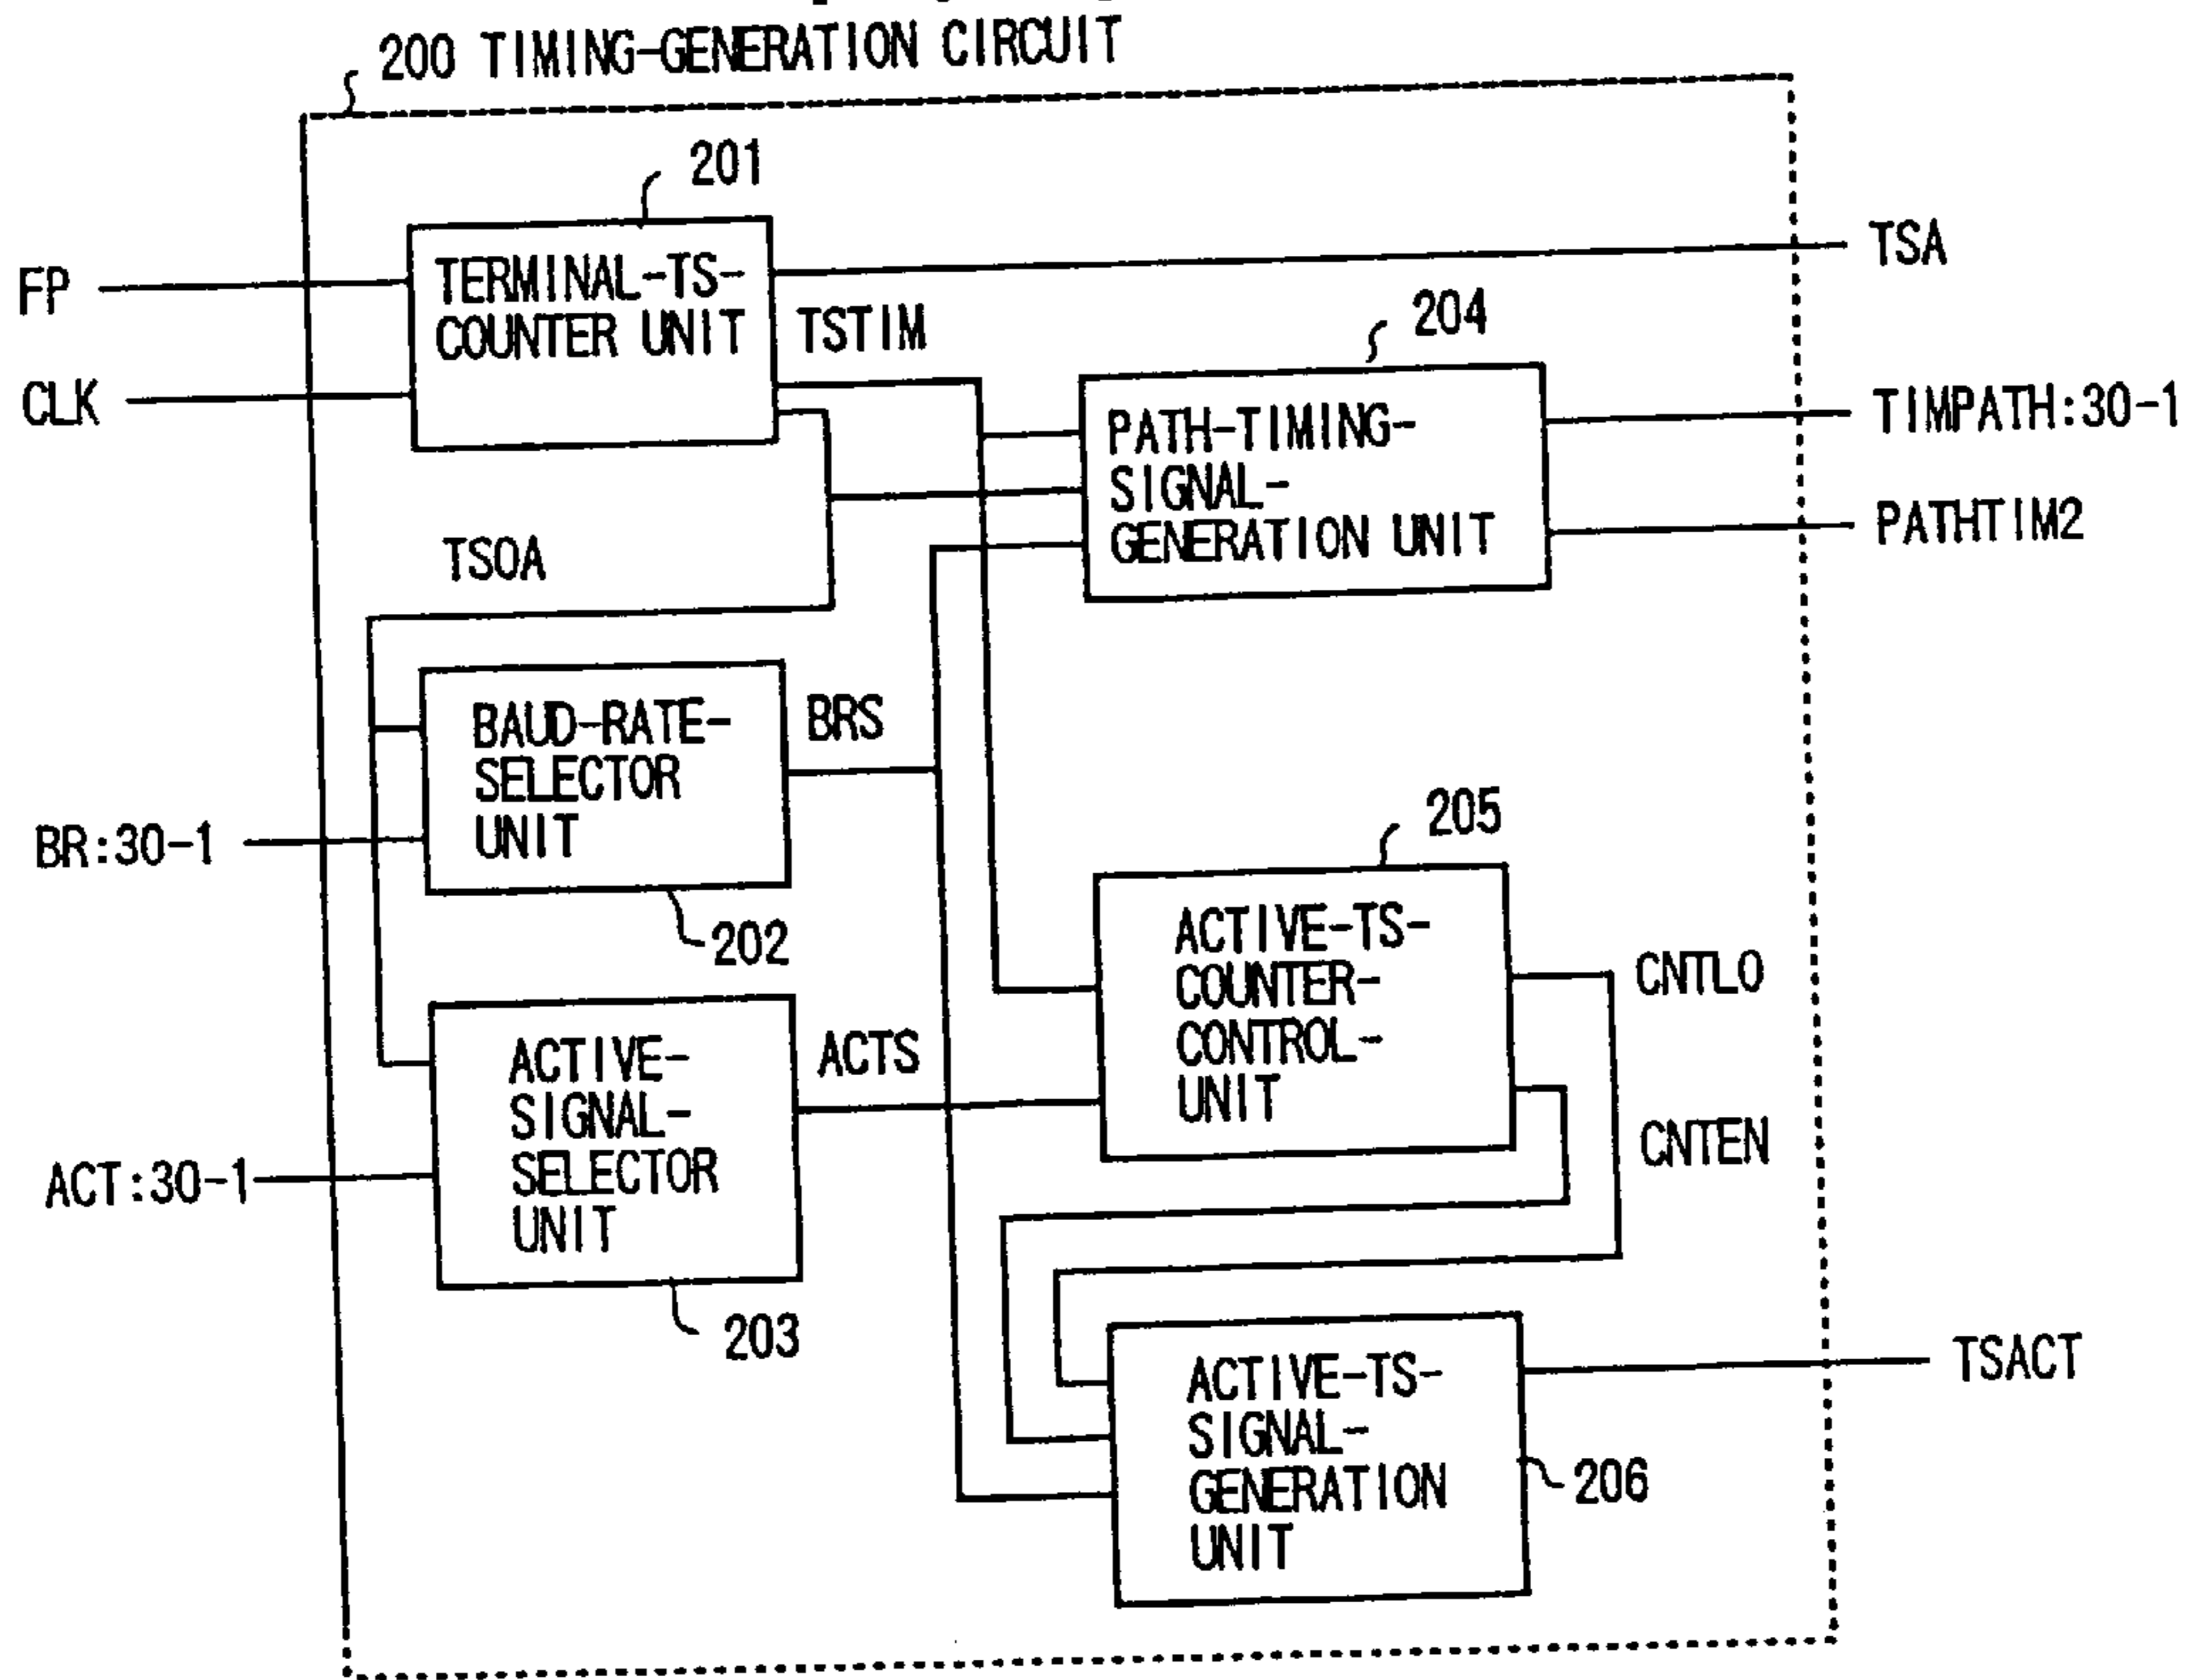 200 TIMING-GENERATION CIRCUIT
201
TERMINAL-TS-
COUNTER UNIT
FP
CLK
TSTIM
TSA
204
PATH-TIMING-
SIGNAL-
GENERATION UNIT
TIMPATH:30-1
PATHTIM2
TSOA
BAUD-RATE-
SELECTOR
UNIT
BRS
BR:30-1
202
205
ACTIVE-TS-
COUNTER-
CONTROL-
UNIT
CNTLO
CNTEN
ACTIVE-
SIGNAL-
SELECTOR
UNIT
ACTS
ACT:30-1
203
ACTIVE-TS-
SIGNAL-
GENERATION
UNIT
TSACT
206